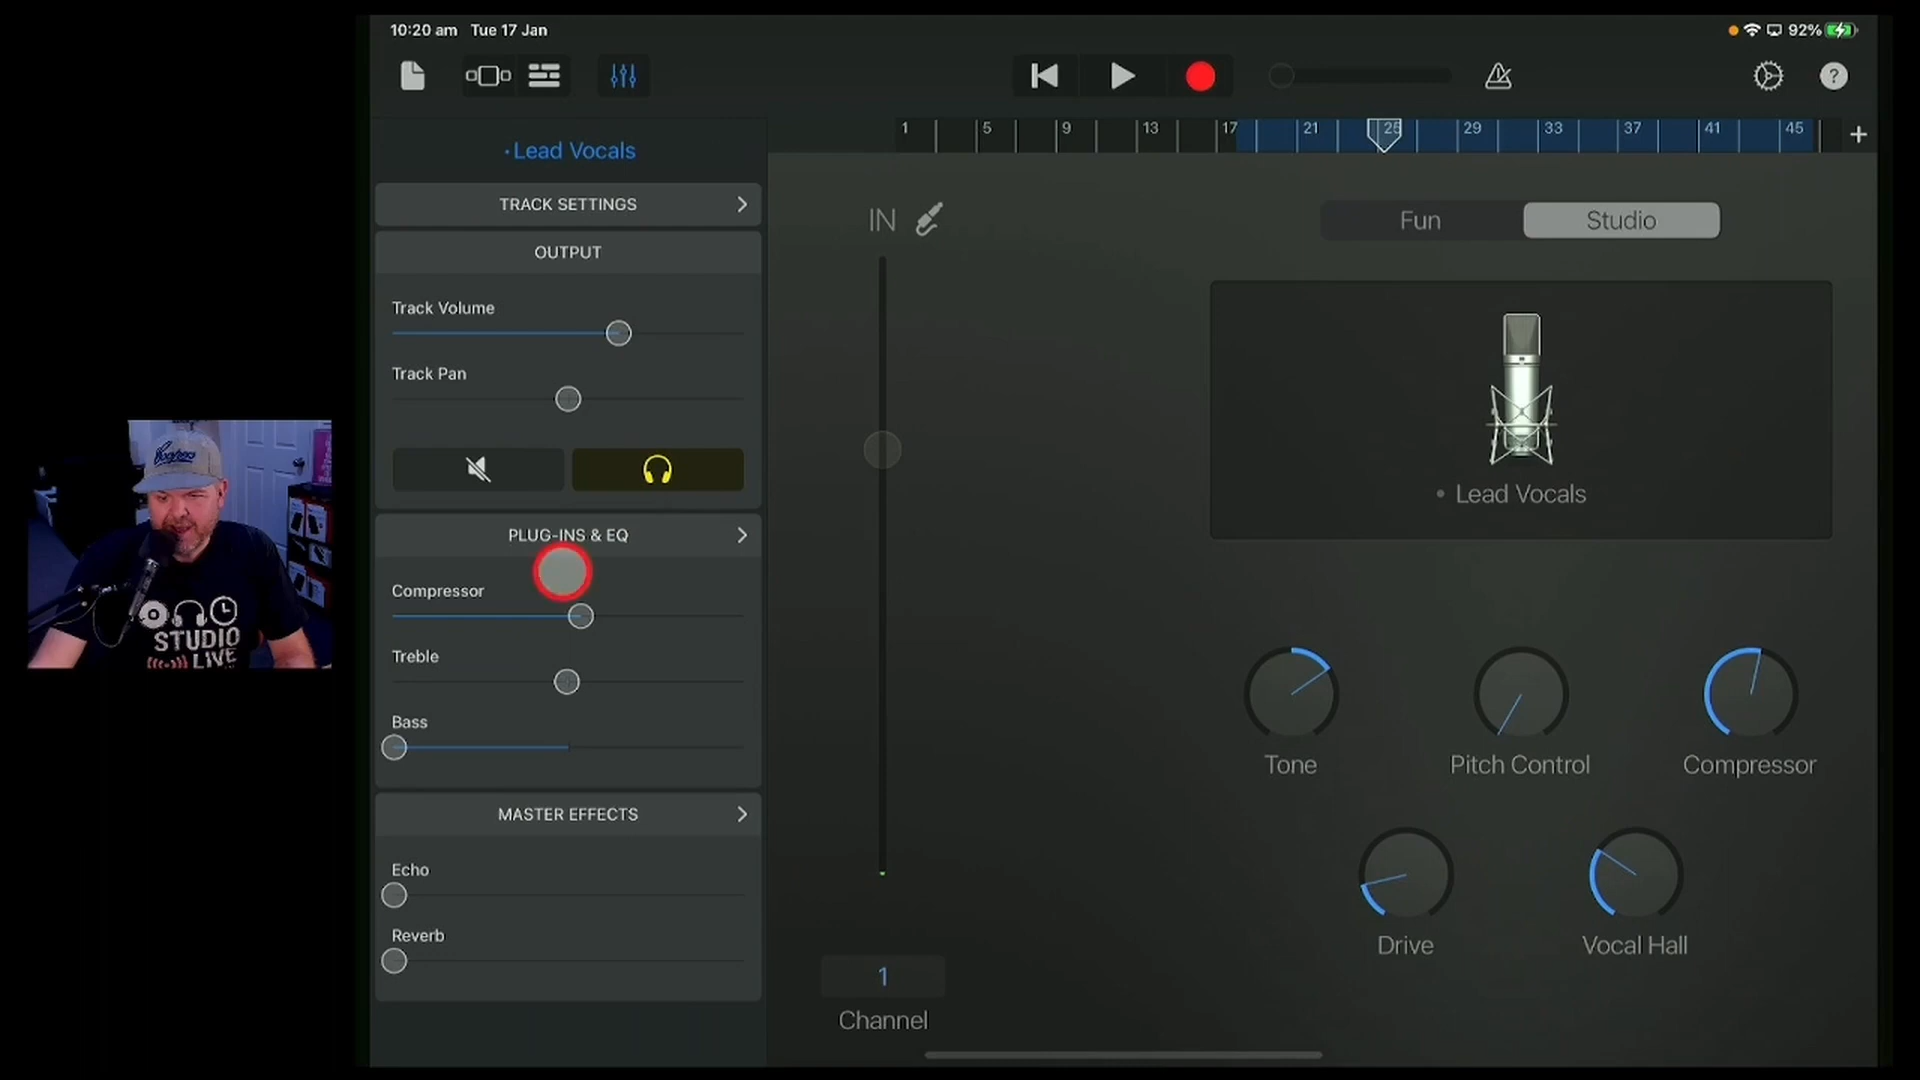 10:20 am Tue 17 Jan
92%
?
1 5 9 13 17 21 25 29 33 37 41 45 +
• Lead Vocals
TRACK SETTINGS
OUTPUT
Track Volume
Track Pan
PLUG-INS & EQ
Compressor
Treble
Bass
MASTER EFFECTS
Echo
Reverb
IN
1
Channel
Fun Studio
• Lead Vocals
Tone Pitch Control Compressor
Drive Vocal Hall
STUDIO
LIVE